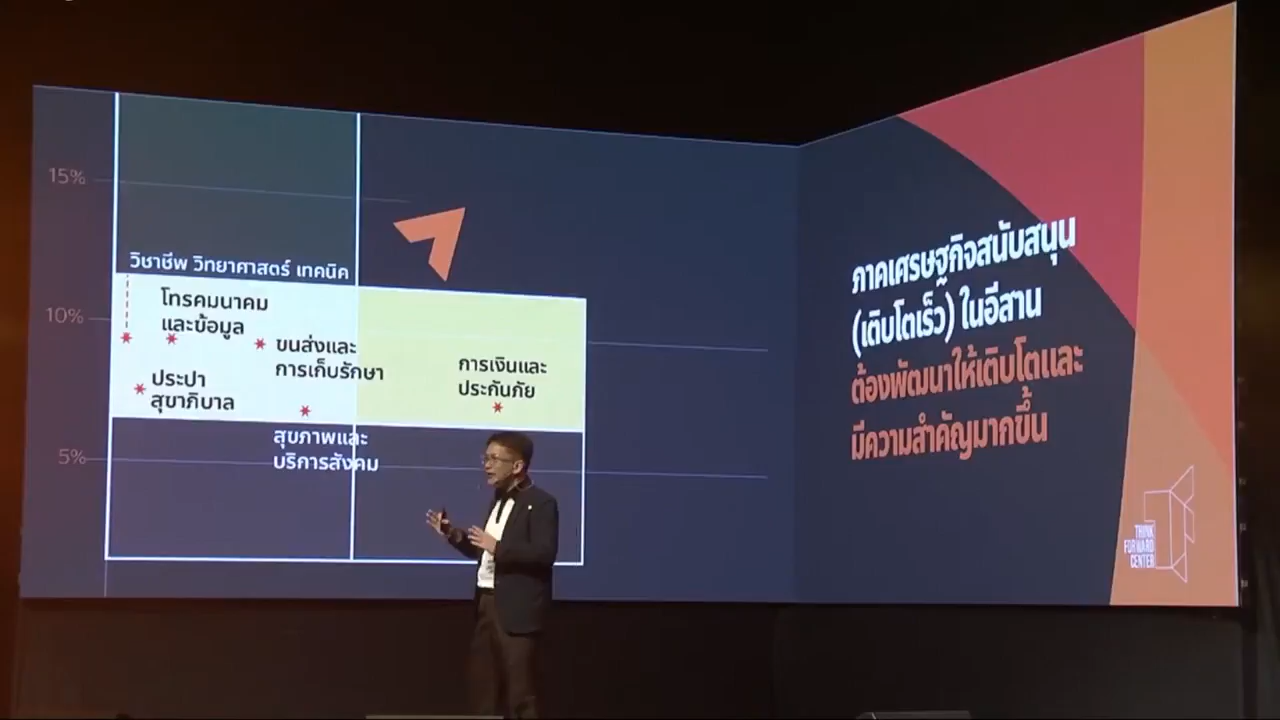 15%
10%
5%
วิชาชีพ วิทยาศาสตร์ เทคนิค
โทรคมนาคม
และข้อมูล
ขนส่งและ
การเก็บรักษา
ประปา
สุขาภิบาล
การเงินและ
ประกันภัย
สุขภาพและ
บริการสังคม
ภาคเศรษฐกิจสนับสนุน
(เติบโตเร็ว) ในอีสาน
ต้องพัฒนาให้เติบโตและ
มีความสำคัญมากขึ้น
THINK
FORWARD
CENTER